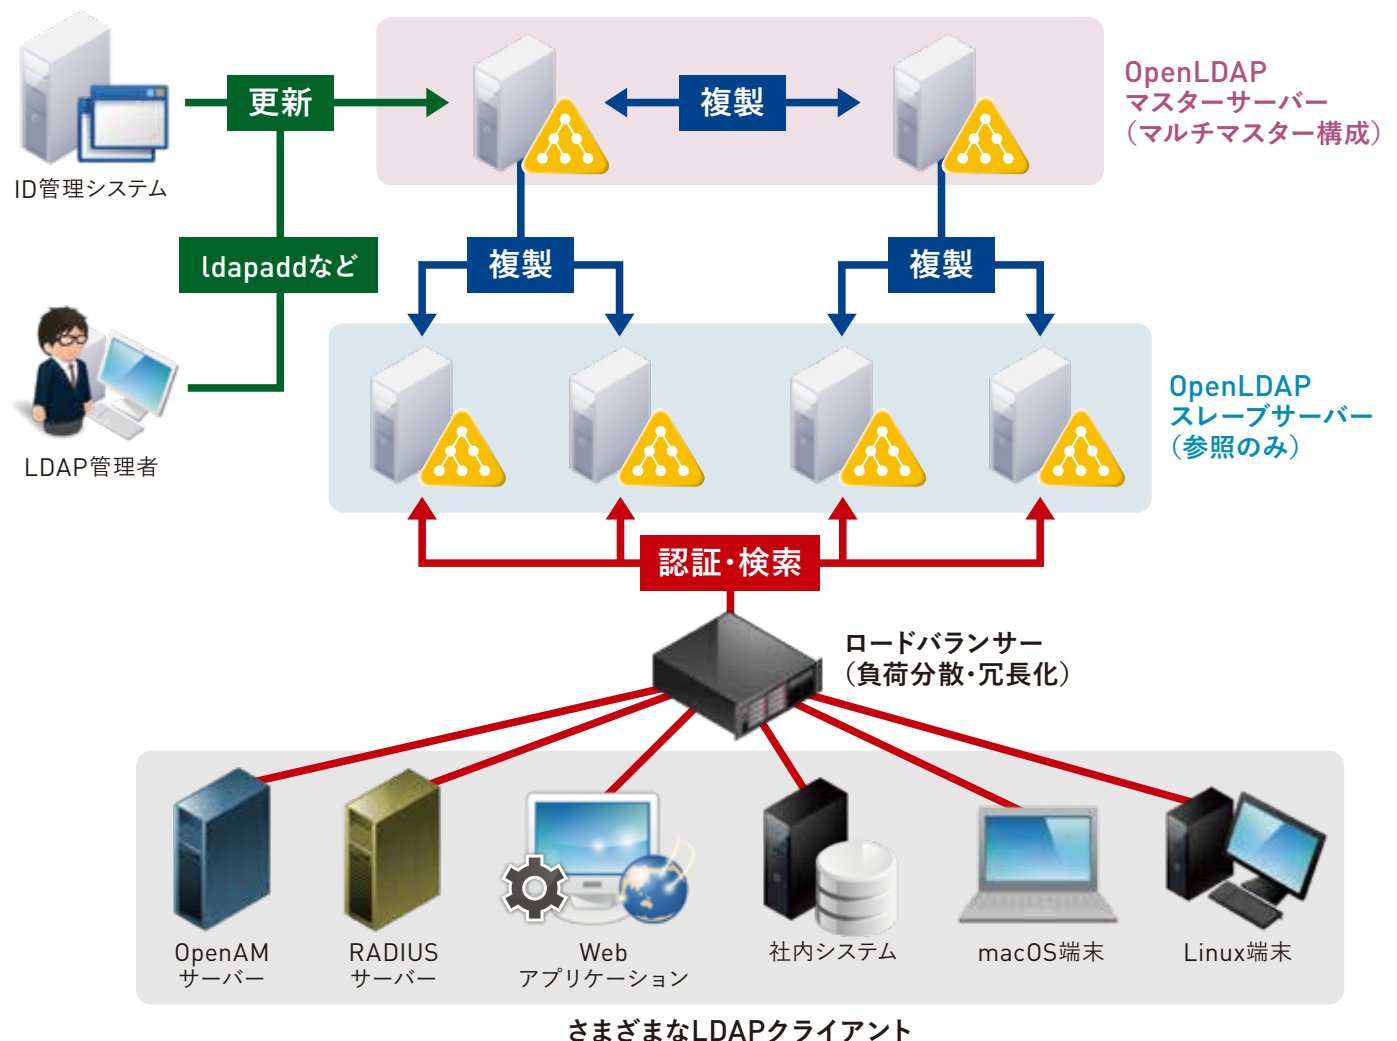 更新
複製
OpenLDAP
マスターサーバー
（マルチマスター構成）
ID管理システム
ldapaddなど
複製
複製
LDAP管理者
OpenLDAP
スレーブサーバー
（参照のみ）
認証・検索
ロードバランサー
（負荷分散・冗長化）
OpenAM
サーバー
RADIUS
サーバー
Web
アプリケーション
社内システム
macOS端末
Linux端末
さまざまなLDAPクライアント